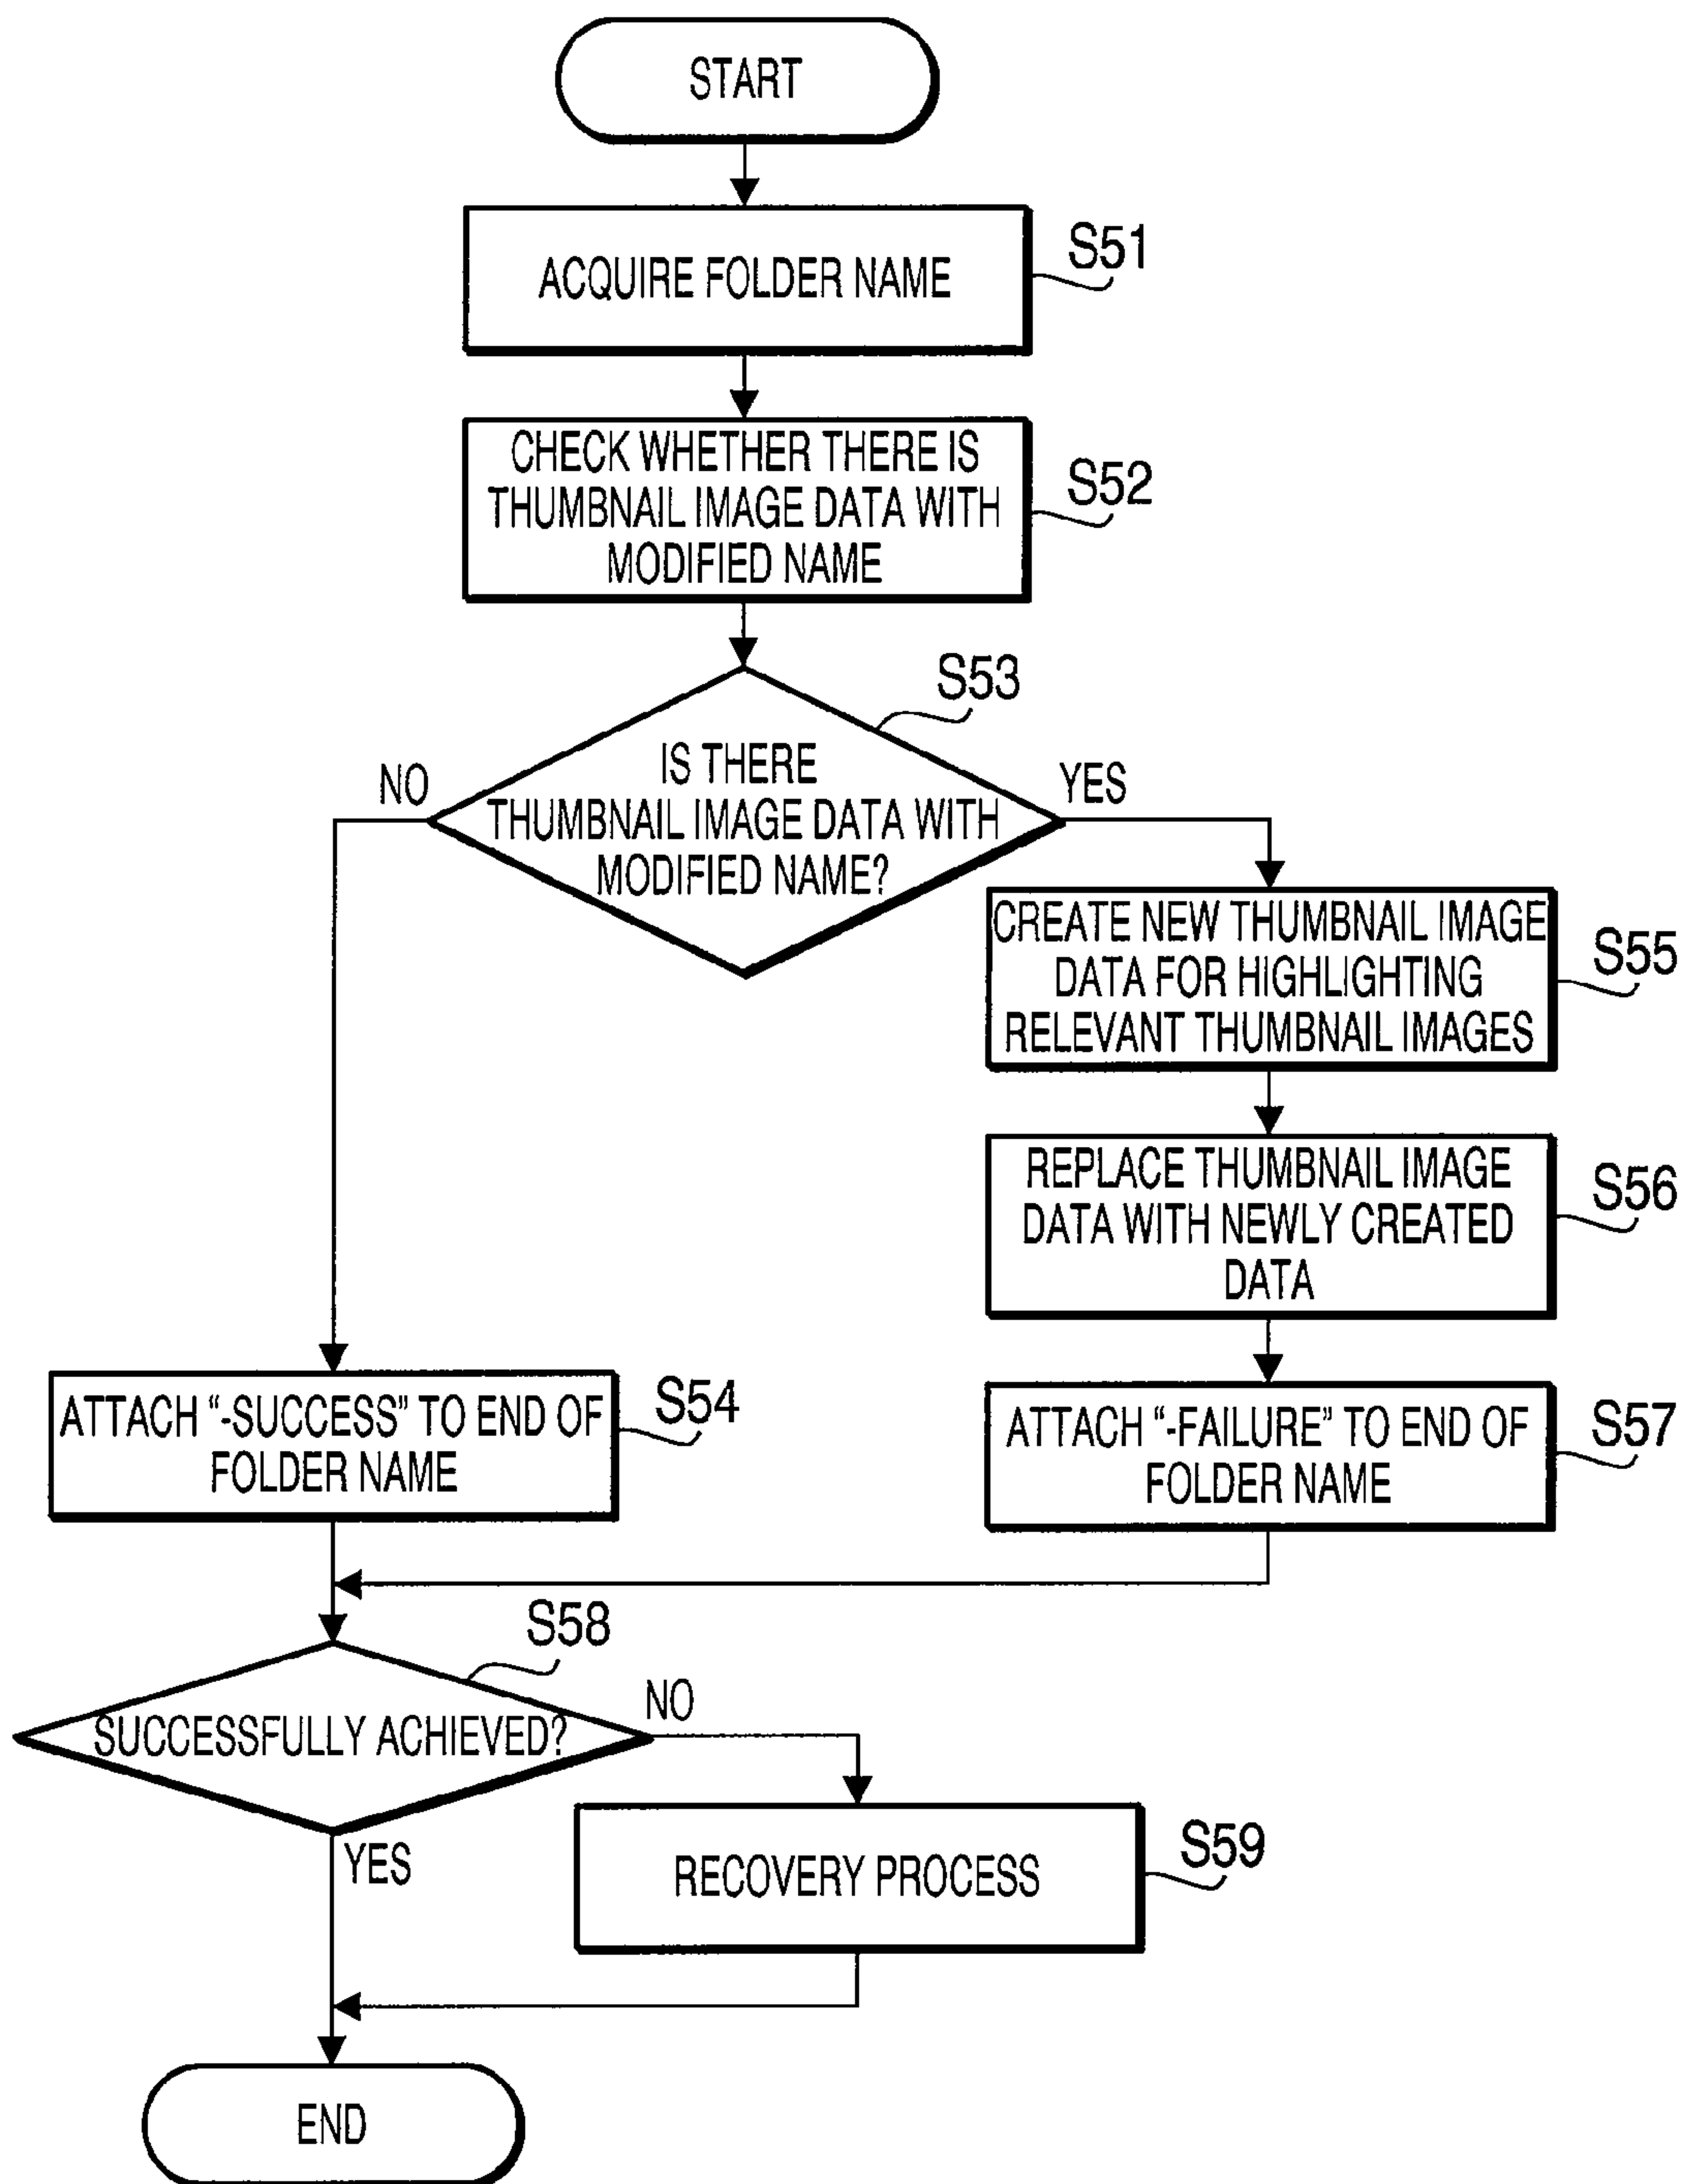 START
ACQUIRE FOLDER NAME
S51
CHECK WHETHER THERE IS
THUMBNAIL IMAGE DATA WITH
MODIFIED NAME
S52
S53
IS THERE
THUMBNAIL IMAGE DATA WITH
MODIFIED NAME?
NO
YES
CREATE NEW THUMBNAIL IMAGE
DATA FOR HIGHLIGHTING
RELEVANT THUMBNAIL IMAGES
S55
REPLACE THUMBNAIL IMAGE
DATA WITH NEWLY CREATED
DATA
S56
ATTACH “-SUCCESS” TO END OF
FOLDER NAME
S54
ATTACH “-FAILURE” TO END OF
FOLDER NAME
S57
S58
SUCCESSFULLY ACHIEVED?
NO
YES
RECOVERY PROCESS
S59
END